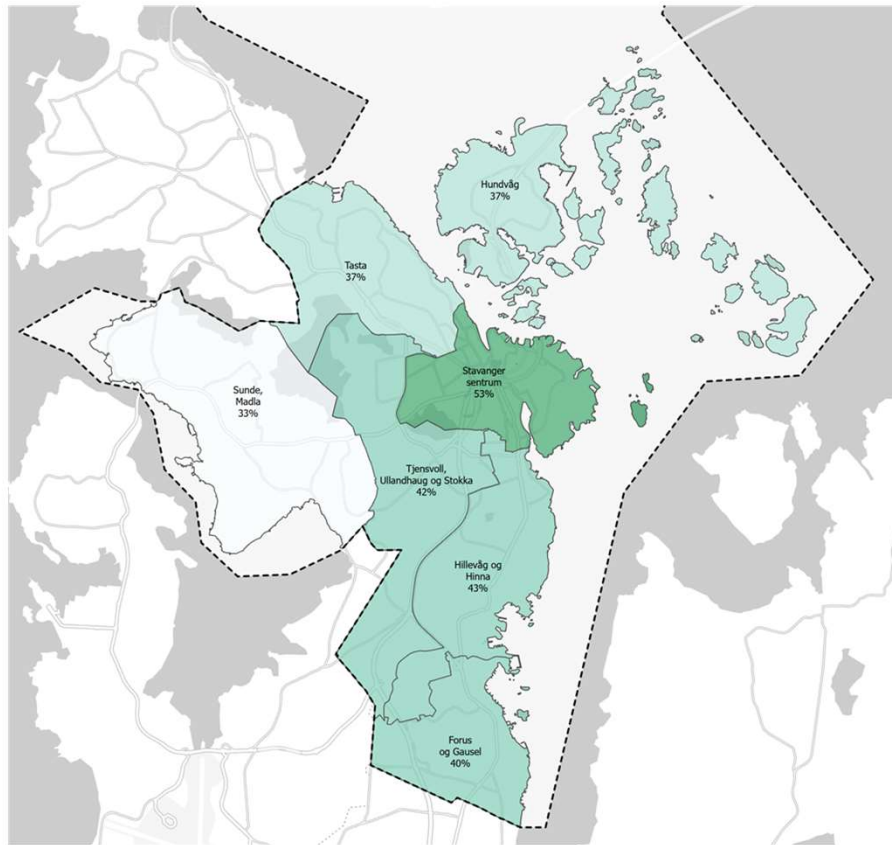 Hundvåg
37%
Tasta
37%
Stavanger
sentrum
53%
Sunde,
Madla
33%
Tjensvoll,
Ullandhaug og Stokka
42%
Hillevåg og
Hinna
43%
Forus
og Gausel
40%